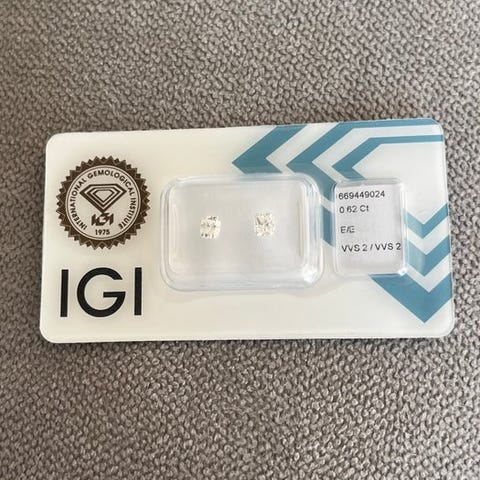 INTERNATIONAL GEMOLOGICAL INSTITUTE
IGI
1975
IGI
669449024
0.62 Ct
E/E
VVS 2 / VVS 2